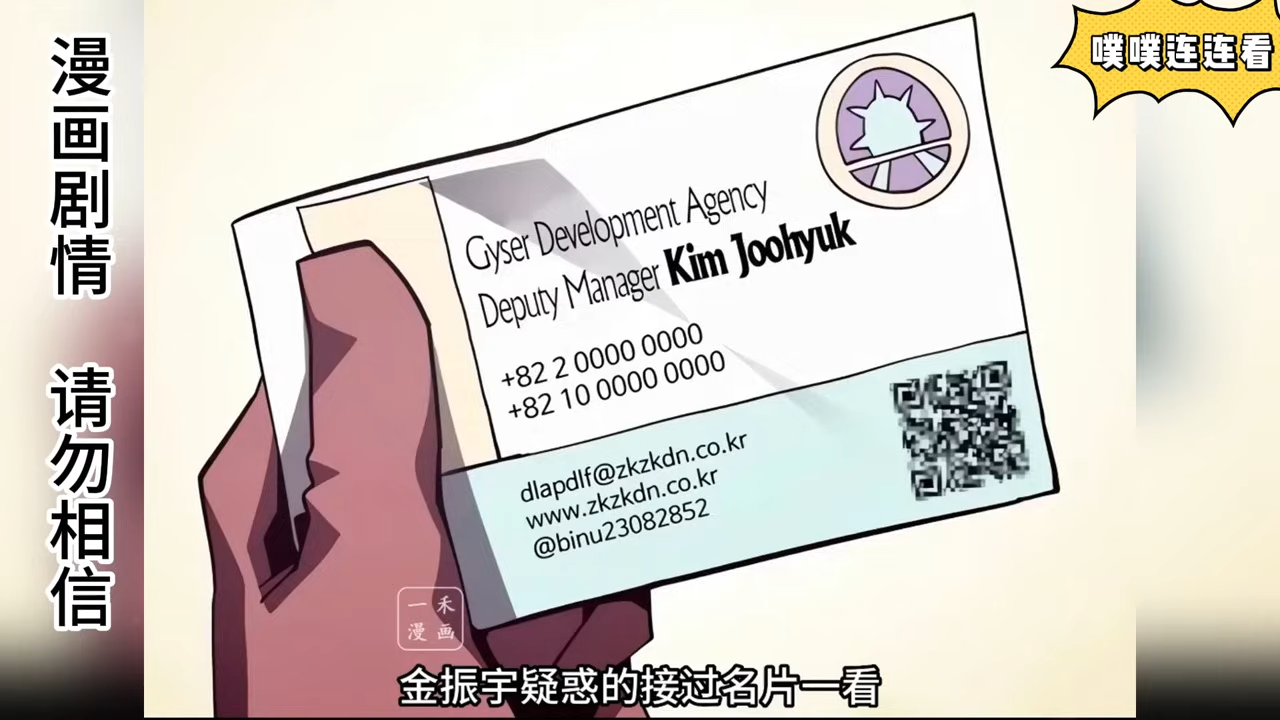 漫画剧情 请勿相信
噗噗连连看
Gyser Development Agency
Deputy Manager Kim Joohyuk
+82 2 0000 0000
+82 10 0000 0000
dlapdlf@zkzkdn.co.kr
www.zkzkdn.co.kr
@binu23082852
一禾
漫画
金振宇疑惑的接过名片一看